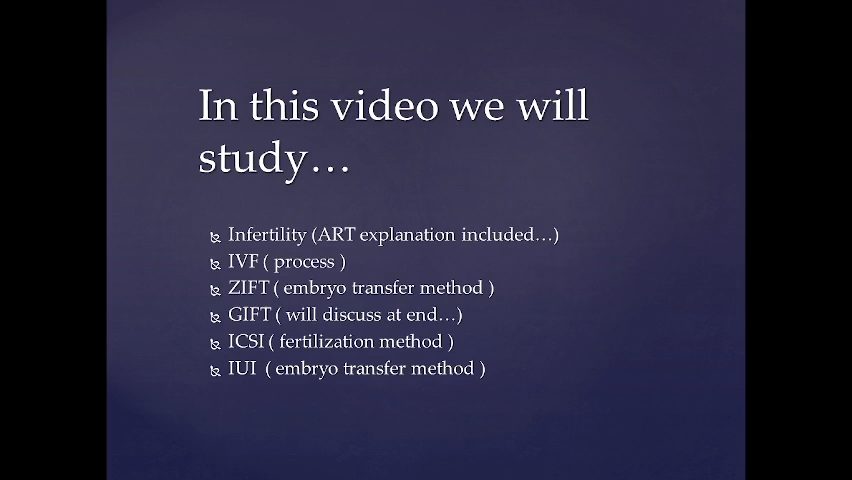 In this video we will
study…
Infertility (ART explanation included…)
IVF ( process )
ZIFT ( embryo transfer method )
GIFT ( will discuss at end…)
ICSI ( fertilization method )
IUI ( embryo transfer method )